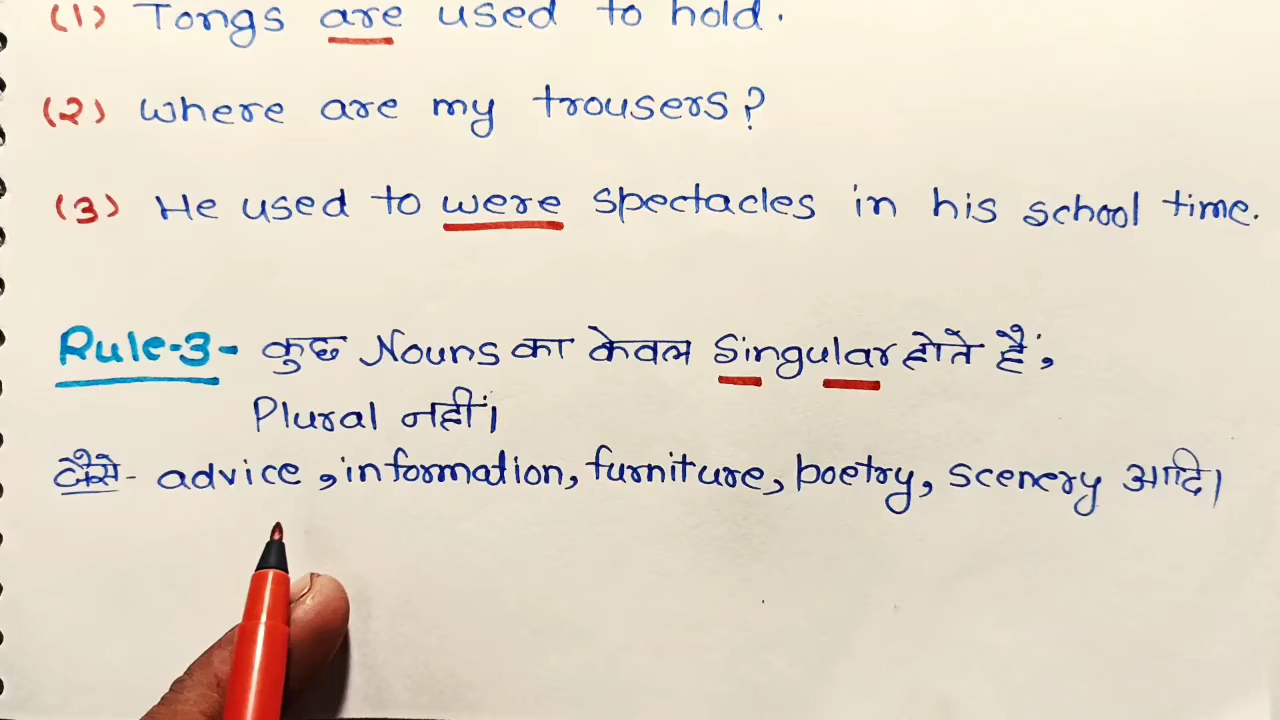 (1) Tongs are used to hold.
(2) Where are my trousers?
(3) He used to were spectacles in his school time.
Rule-3- कुछ Nouns का केवल Singular होते हैं,
Plural नहीं।
जैसे- advice, information, furniture, poetry, scenery आदि।